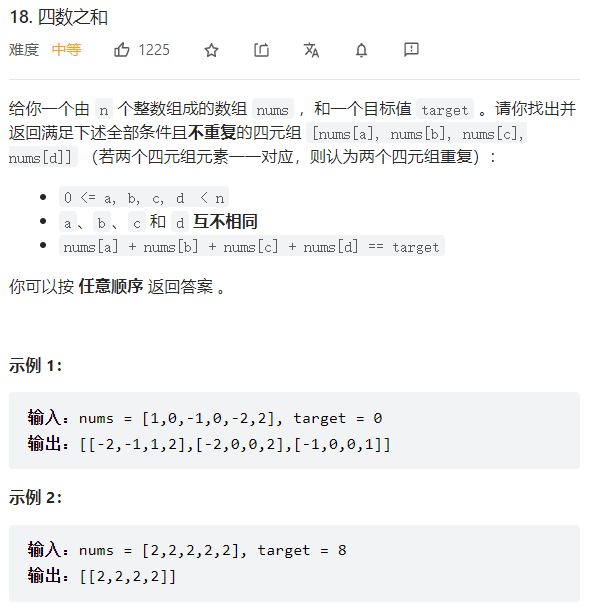 18. 四数之和
难度 中等 1225
给你一个由 n 个整数组成的数组 nums ，和一个目标值 target 。请你找出并
返回满足下述全部条件且不重复的四元组 [nums[a], nums[b], nums[c],
nums[d]] （若两个四元组元素一一对应，则认为两个四元组重复）：
0 <= a, b, c, d < n
a 、b 、c 和 d 互不相同
nums[a] + nums[b] + nums[c] + nums[d] == target
你可以按 任意顺序 返回答案 。
示例 1：
输入：nums = [1,0,-1,0,-2,2], target = 0
输出：[[-2,-1,1,2],[-2,0,0,2],[-1,0,0,1]]
示例 2：
输入：nums = [2,2,2,2,2], target = 8
输出：[[2,2,2,2]]